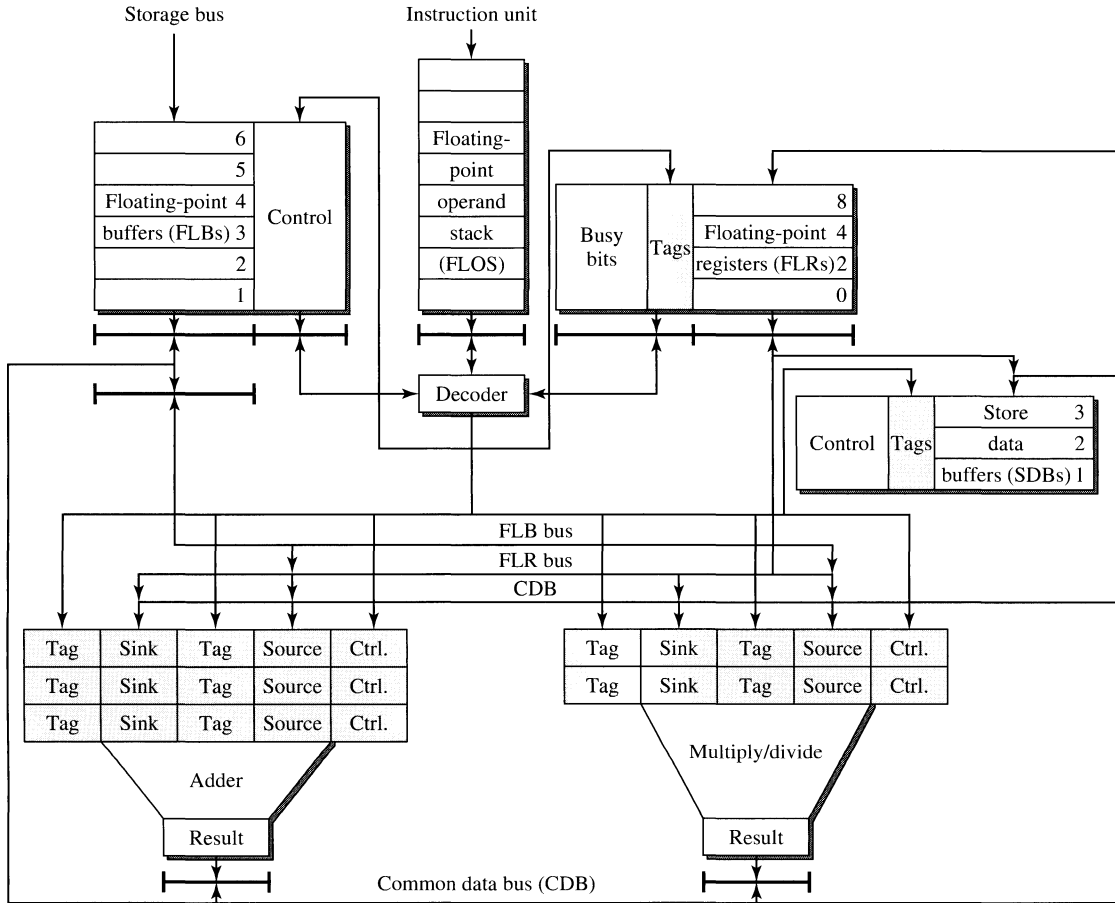 Storage bus
Instruction unit
6
5
Floating-point 4
buffers (FLBs) 3
2
1
Control
Floating-
point
operand
stack
(FLOS)
Busy
bits
Tags
8
Floating-point 4
registers (FLRs) 2
0
Decoder
Control
Tags
Store 3
data 2
buffers (SDBs) 1
FLB bus
FLR bus
CDB
Tag Sink Tag Source Ctrl.
Tag Sink Tag Source Ctrl.
Tag Sink Tag Source Ctrl.
Adder
Result
Tag Sink Tag Source Ctrl.
Tag Sink Tag Source Ctrl.
Multiply/divide
Result
Common data bus (CDB)